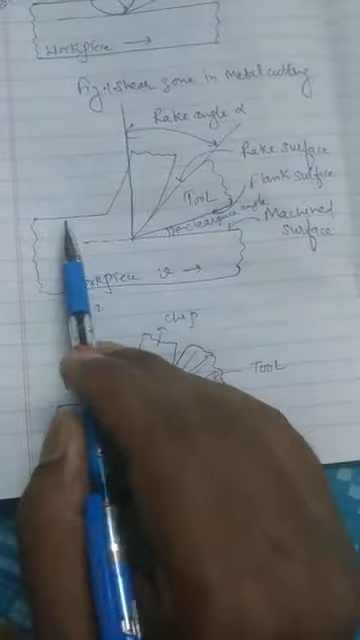 Workpiece →
Fig:- Shear zone in Metal cutting
Rake angle α
Rake surface
Tool
Flank surface
clearance angle
Machined
surface
v →
chip
Tool